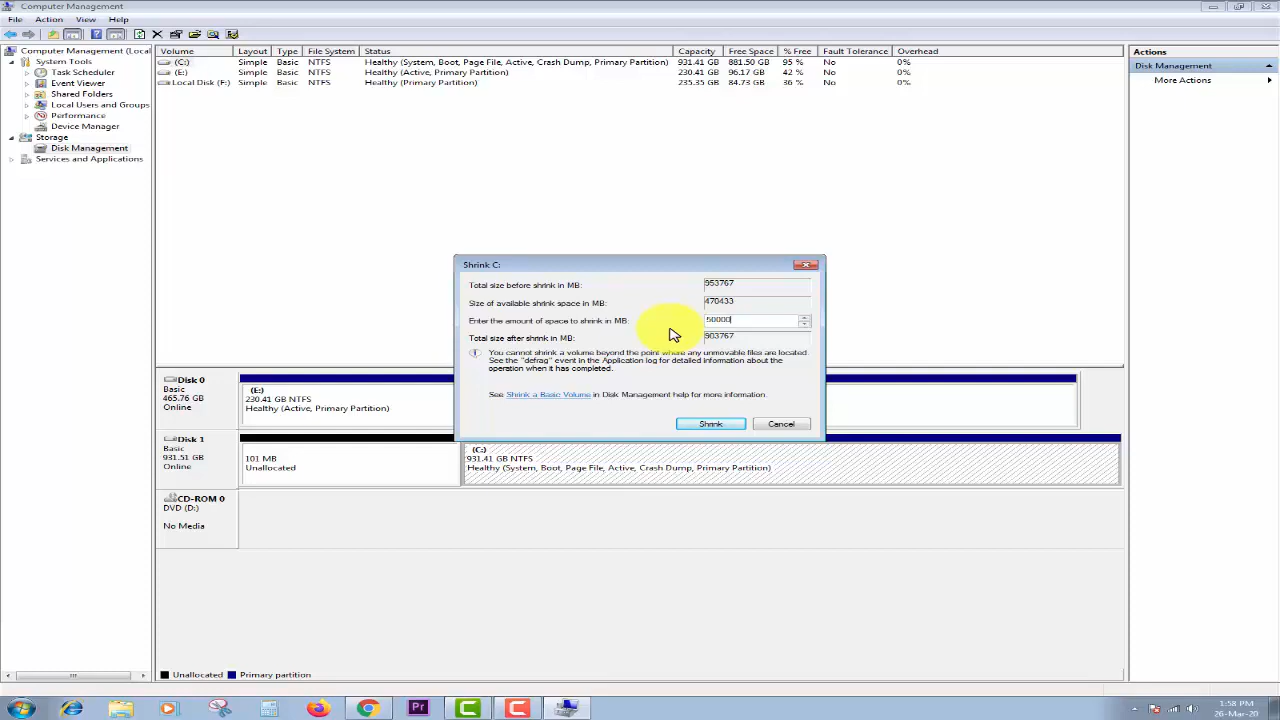 Computer Management
File Action View Help
Computer Management (Local
System Tools
Task Scheduler
Event Viewer
Shared Folders
Local Users and Groups
Performance
Device Manager
Storage
Disk Management
Services and Applications
Volume Layout Type File System Status Capacity Free Space % Free Fault Tolerance Overhead
(C:) Simple Basic NTFS Healthy (System, Boot, Page File, Active, Crash Dump, Primary Partition) 931.41 GB 881.50 GB 95 % No 0%
(E:) Simple Basic NTFS Healthy (Active, Primary Partition) 230.41 GB 96.17 GB 42 % No 0%
Local Disk (F:) Simple Basic NTFS Healthy (Primary Partition) 235.35 GB 84.73 GB 36 % No 0%
Actions
Disk Management
More Actions
Shrink C:
Total size before shrink in MB: 953767
Size of available shrink space in MB: 470433
Enter the amount of space to shrink in MB: 50000
Total size after shrink in MB: 903767
You cannot shrink a volume beyond the point where any unmovable files are located.
See the "defrag" event in the Application log for detailed information about the
operation when it has completed.
See Shrink a Basic Volume in Disk Management help for more information.
Shrink Cancel
Disk 0
Basic
465.76 GB
Online
(E:)
230.41 GB NTFS
Healthy (Active, Primary Partition)
Disk 1
Basic
931.51 GB
Online
101 MB
Unallocated
(C:)
931.41 GB NTFS
Healthy (System, Boot, Page File, Active, Crash Dump, Primary Partition)
CD-ROM 0
DVD (D:)
No Media
Unallocated Primary partition
Pr
C
C
1:58 PM
26-Mar-20